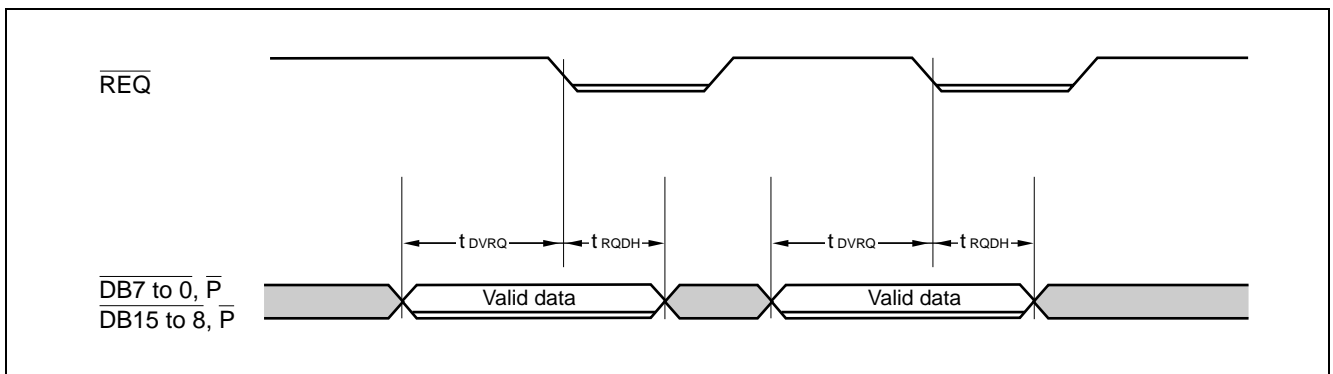 REQ
t DVRQ t RQDH t DVRQ t RQDH
DB7 to 0, P
DB15 to 8, P
Valid data Valid data